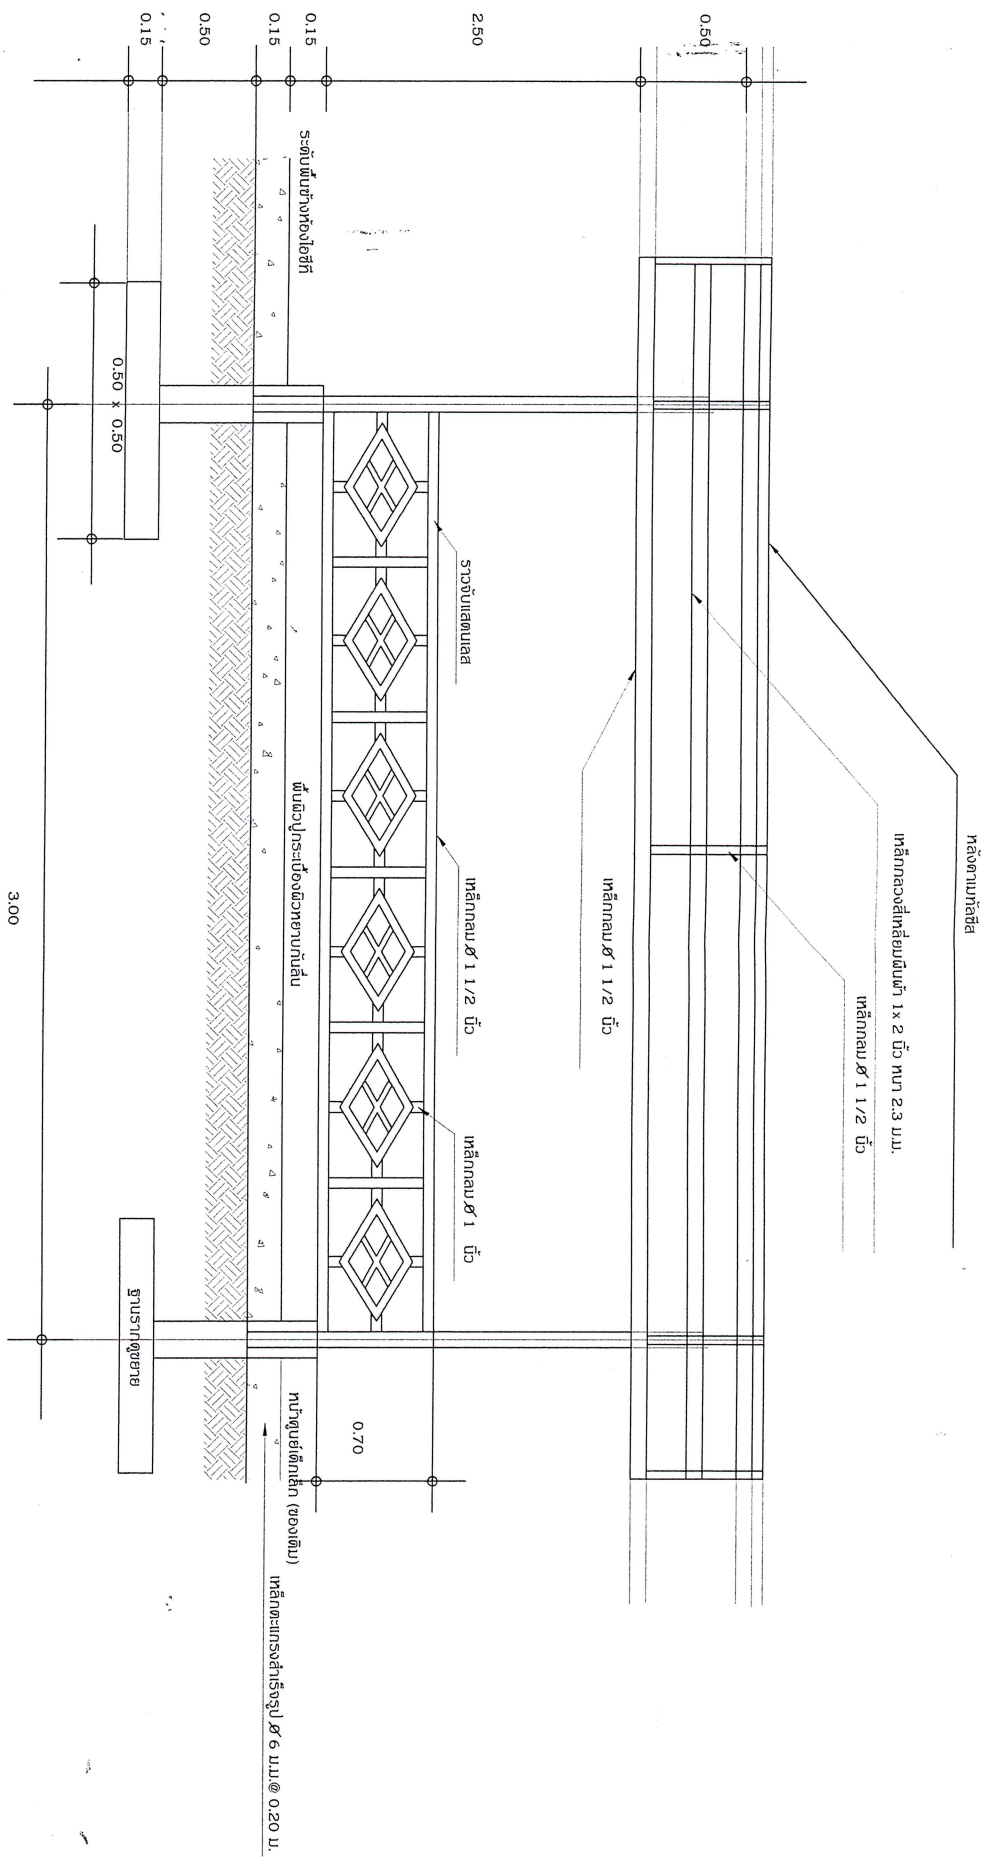 หลังคาเมทัลชีส
เหล็กกลวงสี่เหลี่ยมผืนผ้า 1x 2 นิ้ว หนา 2.3 ม.ม.
เหล็กกลม Ø 1 1/2 นิ้ว
0.50
เหล็กกลม Ø 1 1/2 นิ้ว
2.50
ราวจับแสตนเลส
เหล็กกลม Ø 1 1/2 นิ้ว
เหล็กกลม Ø 1 นิ้ว
0.70
0.15
ระดับพื้นข้างห้องไอซีที
พื้นผิวปูกระเบื้องผิวหยาบกันลื่น
หน้าศูนย์เด็กเล็ก (ของเดิม)
0.15
เหล็กตะแกรงสำเร็จรูป Ø 6 ม.ม.@ 0.20 ม.
0.50
0.15
ฐานรากดูขยาย
0.50 x 0.50
3.00